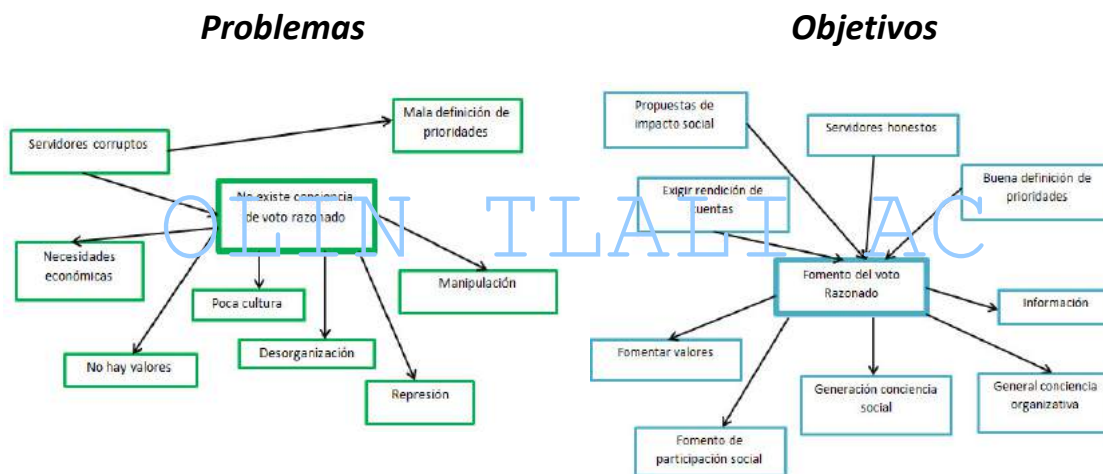 Problemas
Servidores corruptos
Mala definición de
prioridades
No existe conciencia
de voto razonado
Necesidades
económicas
Poca cultura
Manipulación
No hay valores
Desorganización
Represión
Objetivos
Propuestas de
impacto social
Servidores honestos
Exigir rendición de
cuentas
Buena definición de
prioridades
Fomento del voto
Razonado
Información
Fomentar valores
Generación conciencia
social
General conciencia
organizativa
Fomento de
participación social
OLIN TLALI AC